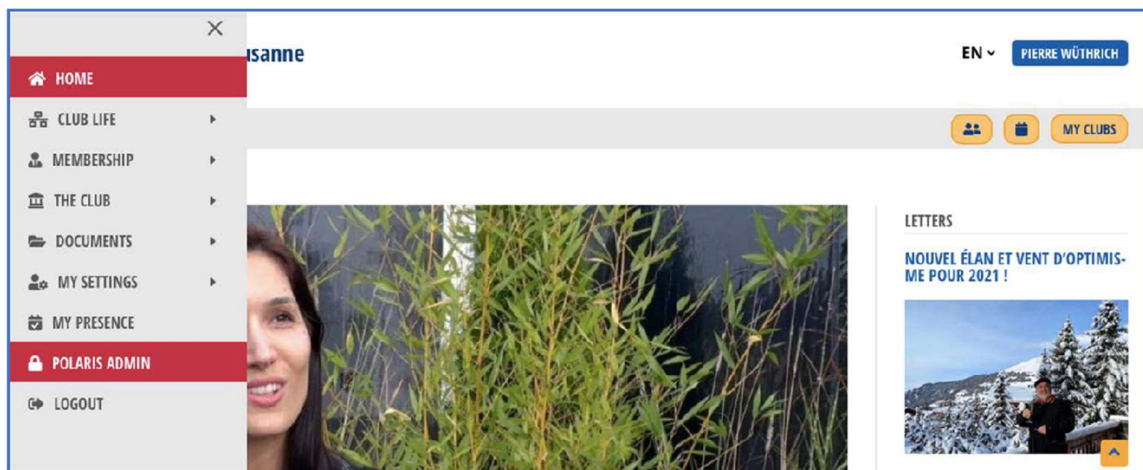 usanne
EN
PIERRE WÜTHRICH
HOME
CLUB LIFE
MEMBERSHIP
THE CLUB
DOCUMENTS
MY SETTINGS
MY PRESENCE
POLARIS ADMIN
LOGOUT
MY CLUBS
LETTERS
NOUVEL ÉLAN ET VENT D'OPTIMIS-
ME POUR 2021 !